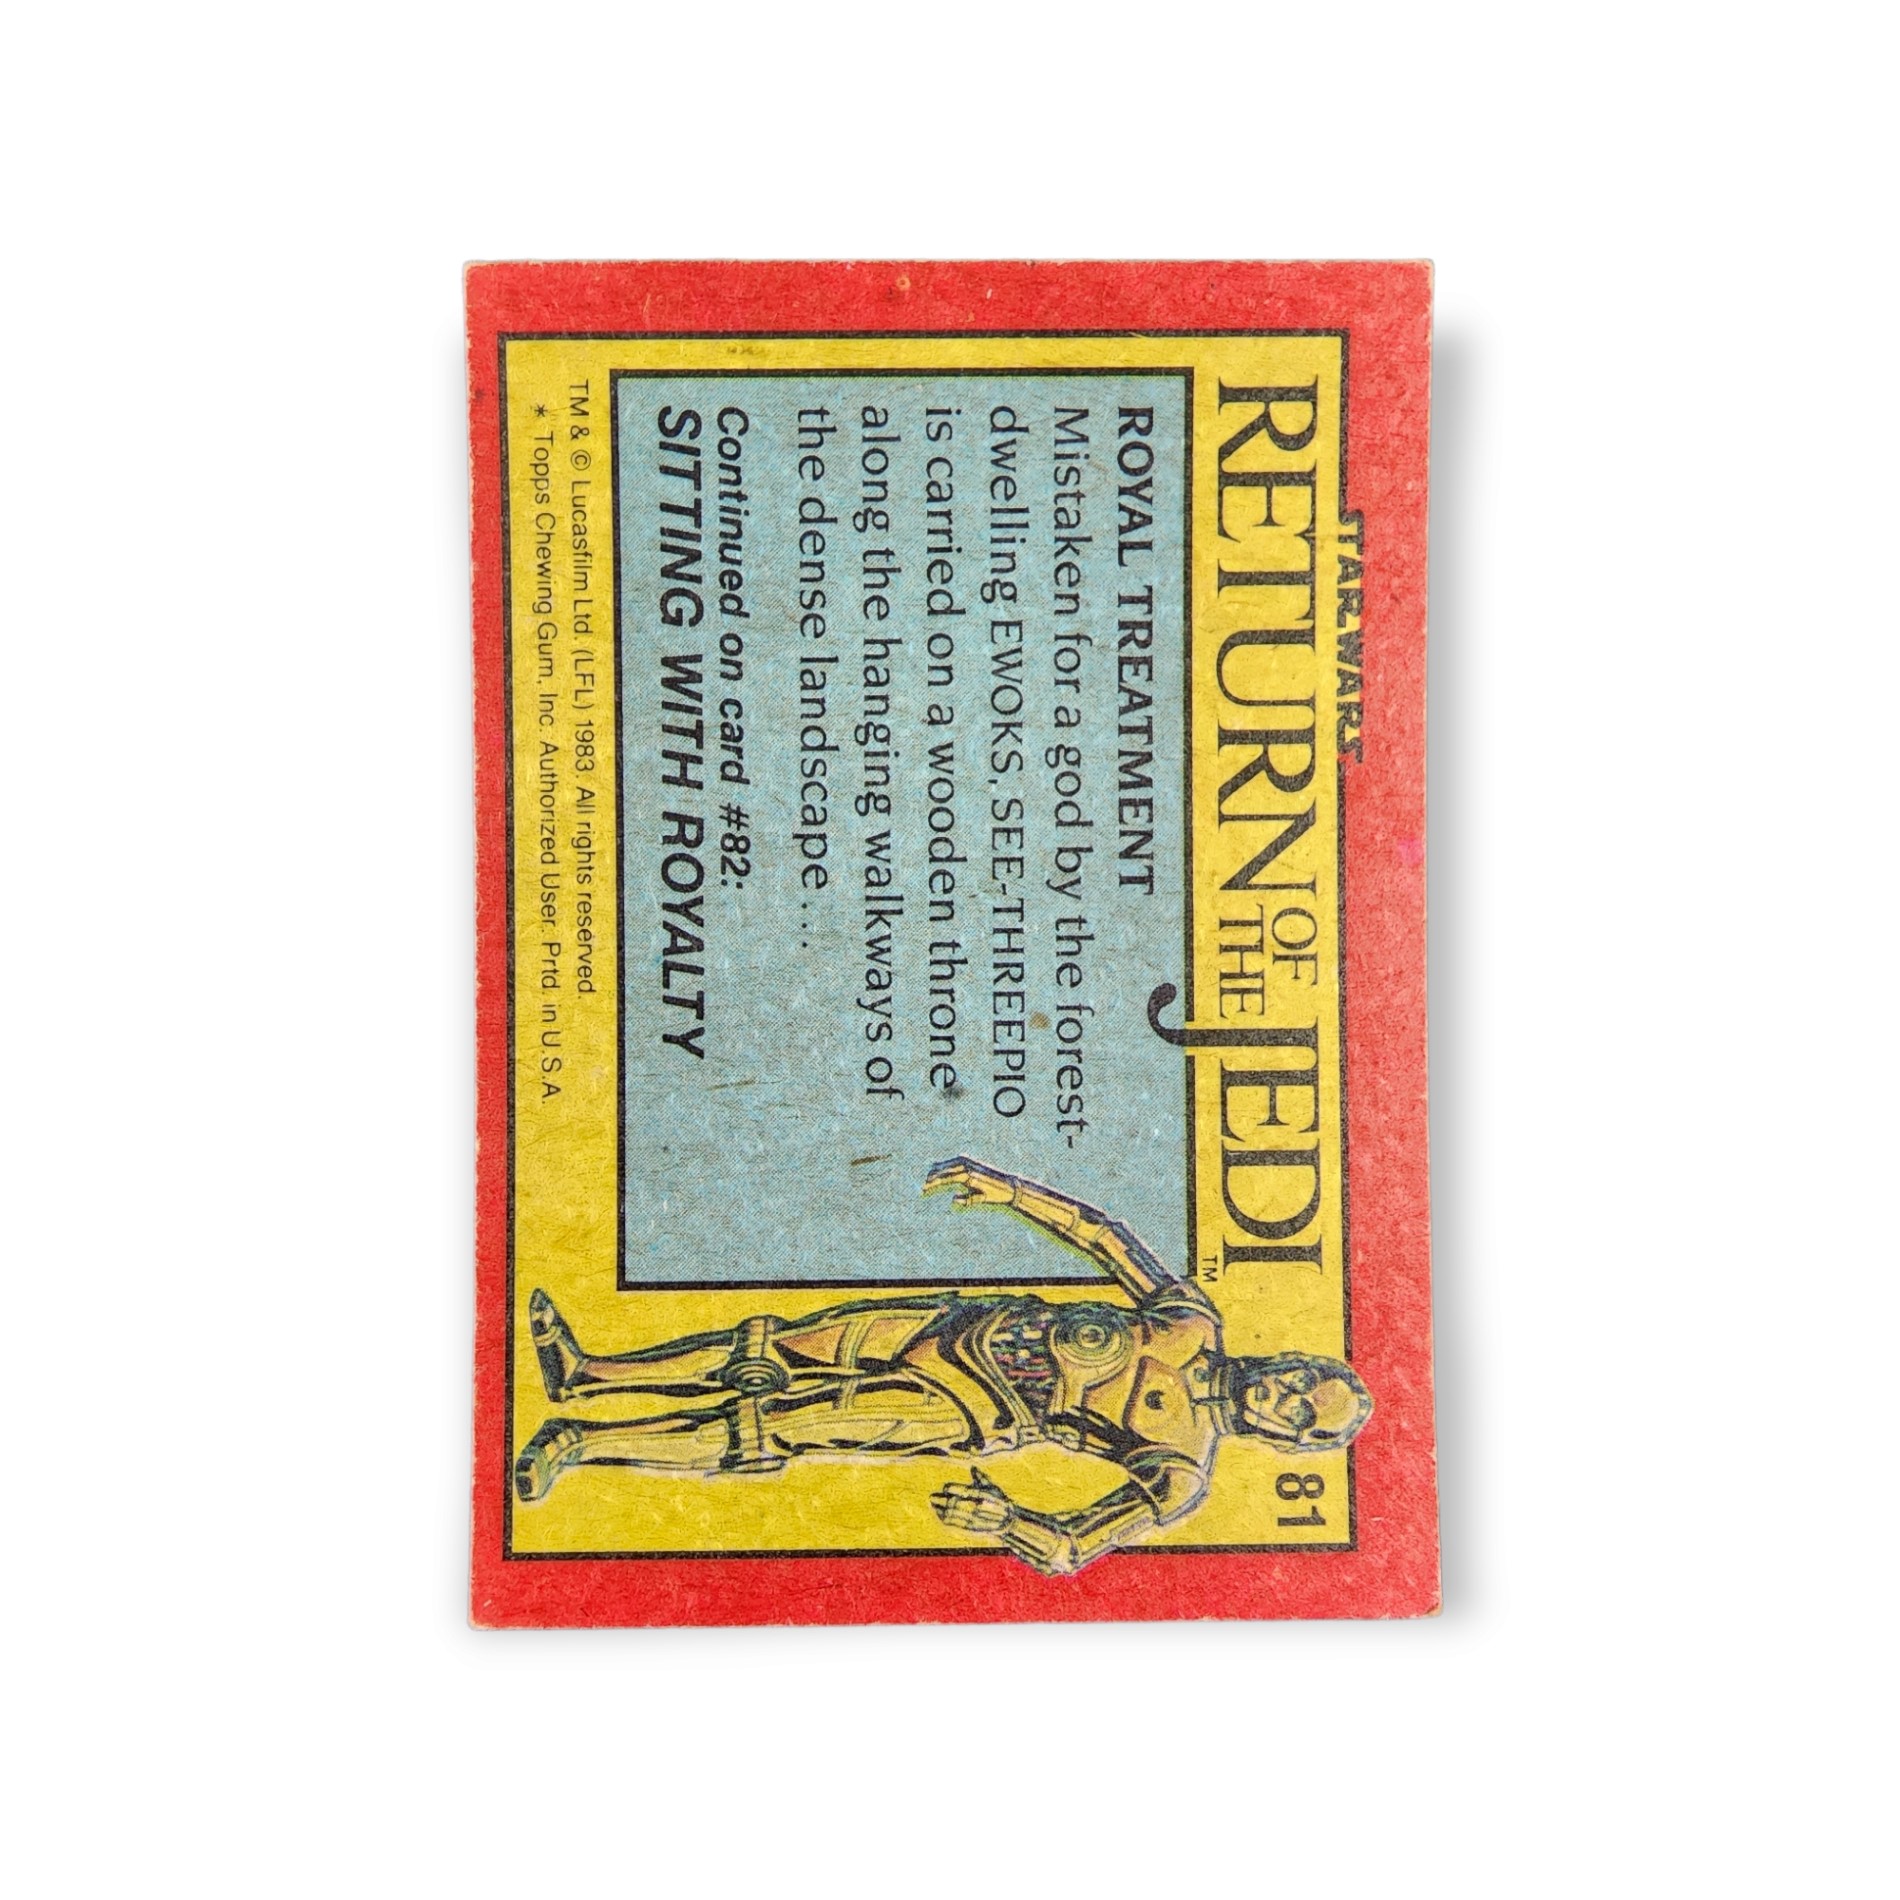 STAR WARS
RETURN OF THE JEDI TM
81
ROYAL TREATMENT
Mistaken for a god by the forest-
dwelling EWOKS, SEE-THREEPIO
is carried on a wooden throne
along the hanging walkways of
the dense landscape . . .
Continued on card #82:
SITTING WITH ROYALTY
TM & © Lucasfilm Ltd. (LFL) 1983. All rights reserved.
* Topps Chewing Gum, Inc. Authorized User. Prtd. in U.S.A.